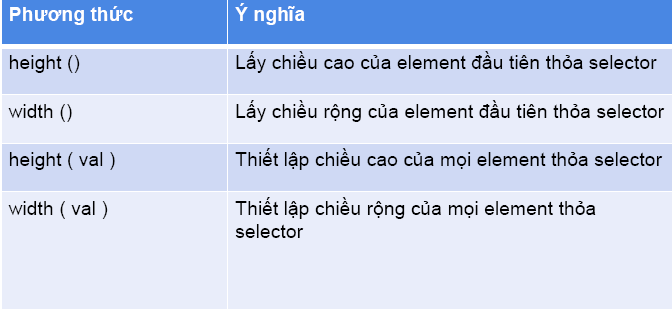 Phương thức Ý nghĩa
height () Lấy chiều cao của element đầu tiên thỏa selector
width () Lấy chiều rộng của element đầu tiên thỏa selector
height ( val ) Thiết lập chiều cao của mọi element thỏa selector
width ( val ) Thiết lập chiều rộng của mọi element thỏa
selector